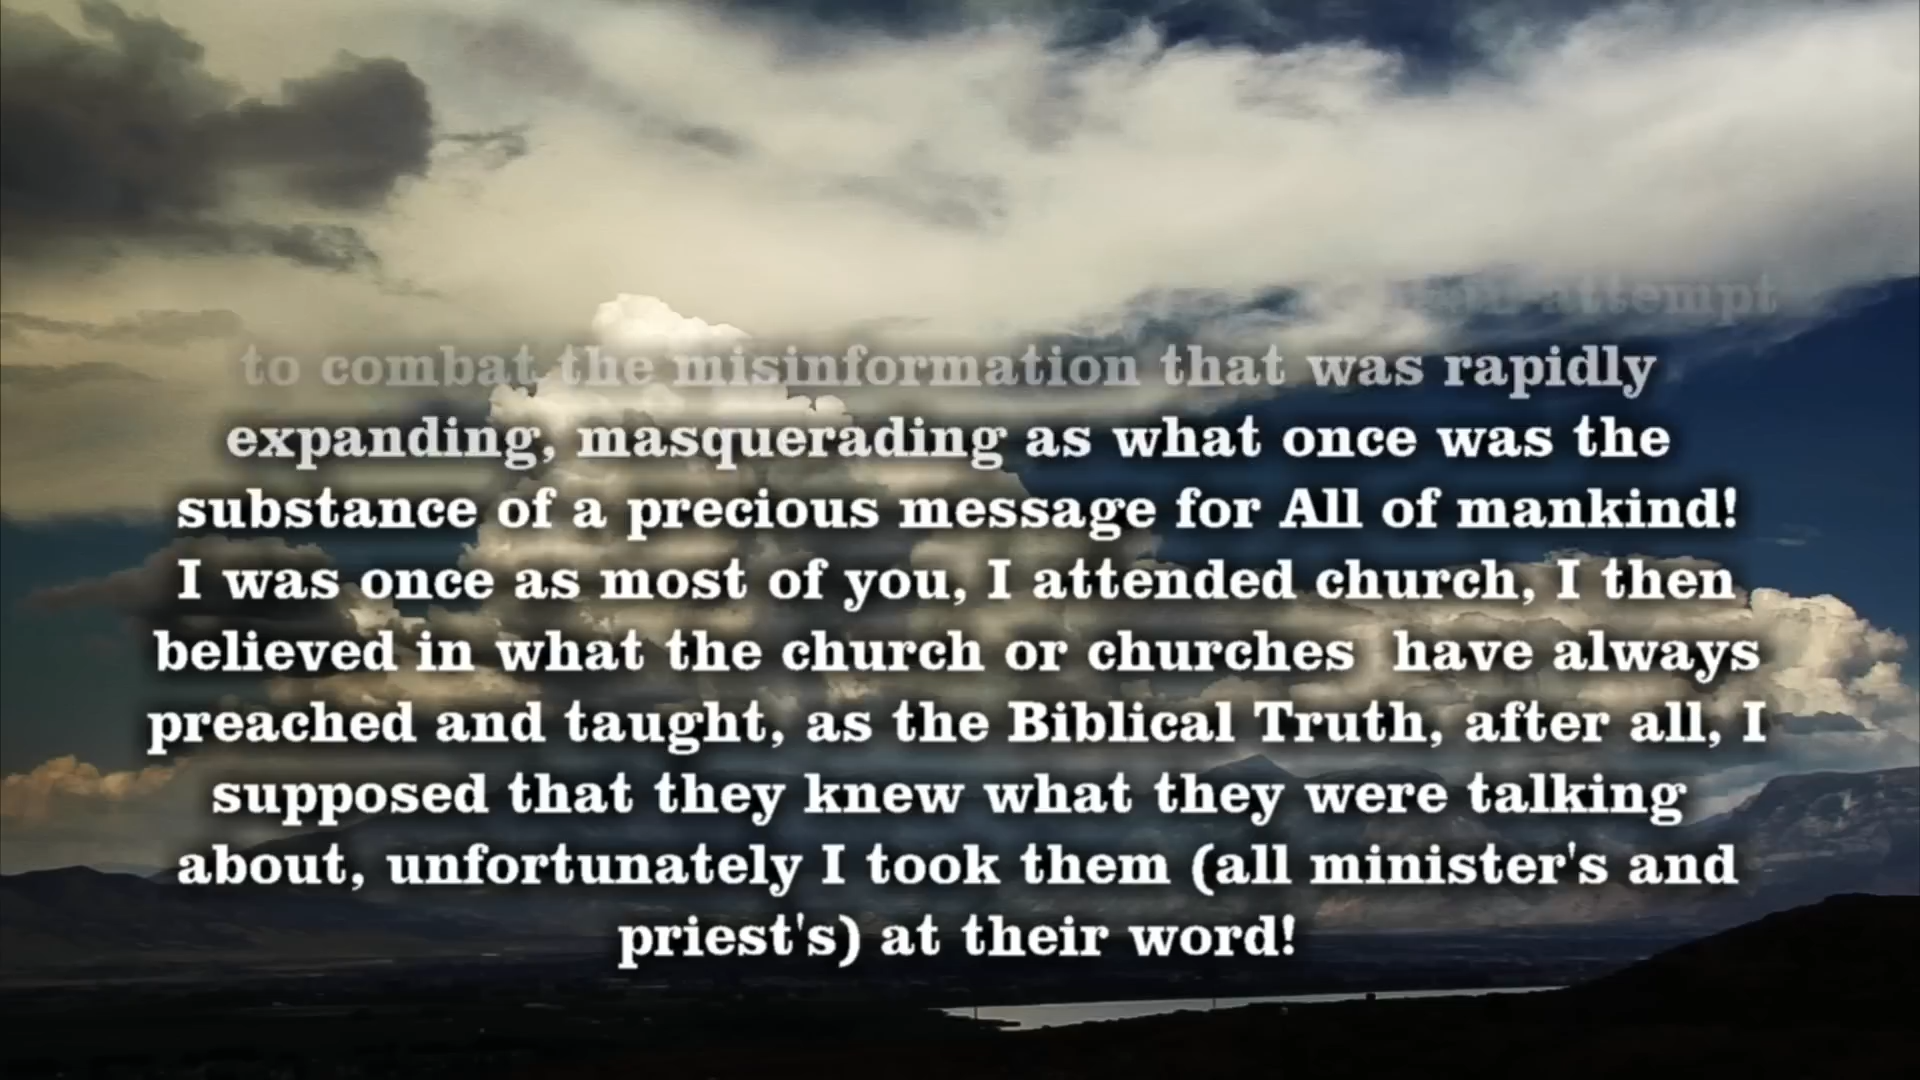 attempt
to combat the misinformation that was rapidly
expanding, masquerading as what once was the
substance of a precious message for All of mankind!
I was once as most of you, I attended church, I then
believed in what the church or churches  have always
preached and taught, as the Biblical Truth, after all, I
supposed that they knew what they were talking
about, unfortunately I took them (all minister's and
priest's) at their word!